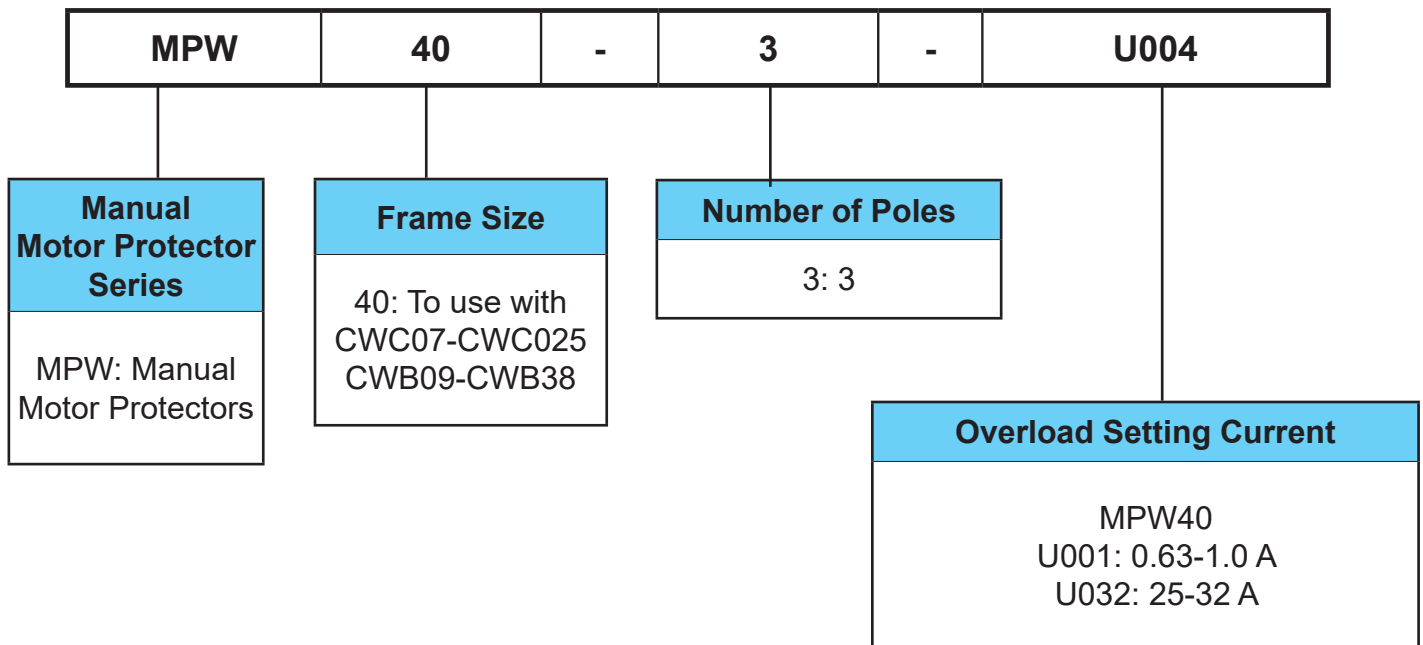 MPW 40 - 3 - U004
Manual
Motor Protector
Series
MPW: Manual
Motor Protectors
Frame Size
40: To use with
CWC07-CWC025
CWB09-CWB38
Number of Poles
3: 3
Overload Setting Current
MPW40
U001: 0.63-1.0 A
U032: 25-32 A